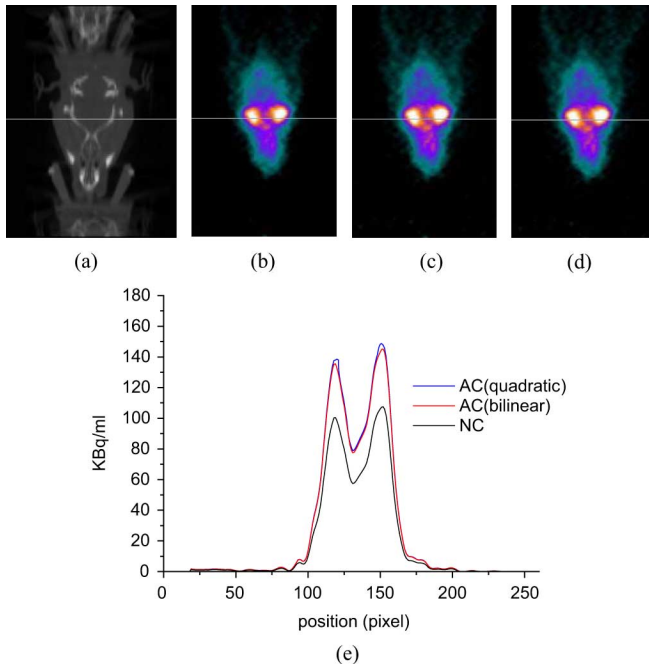 (a)
(b)
(c)
(d)
180
160
140
120
100
80
60
40
20
0
KBq/ml
AC(quadratic)
AC(bilinear)
NC
0
50
100
150
200
250
position (pixel)
(e)